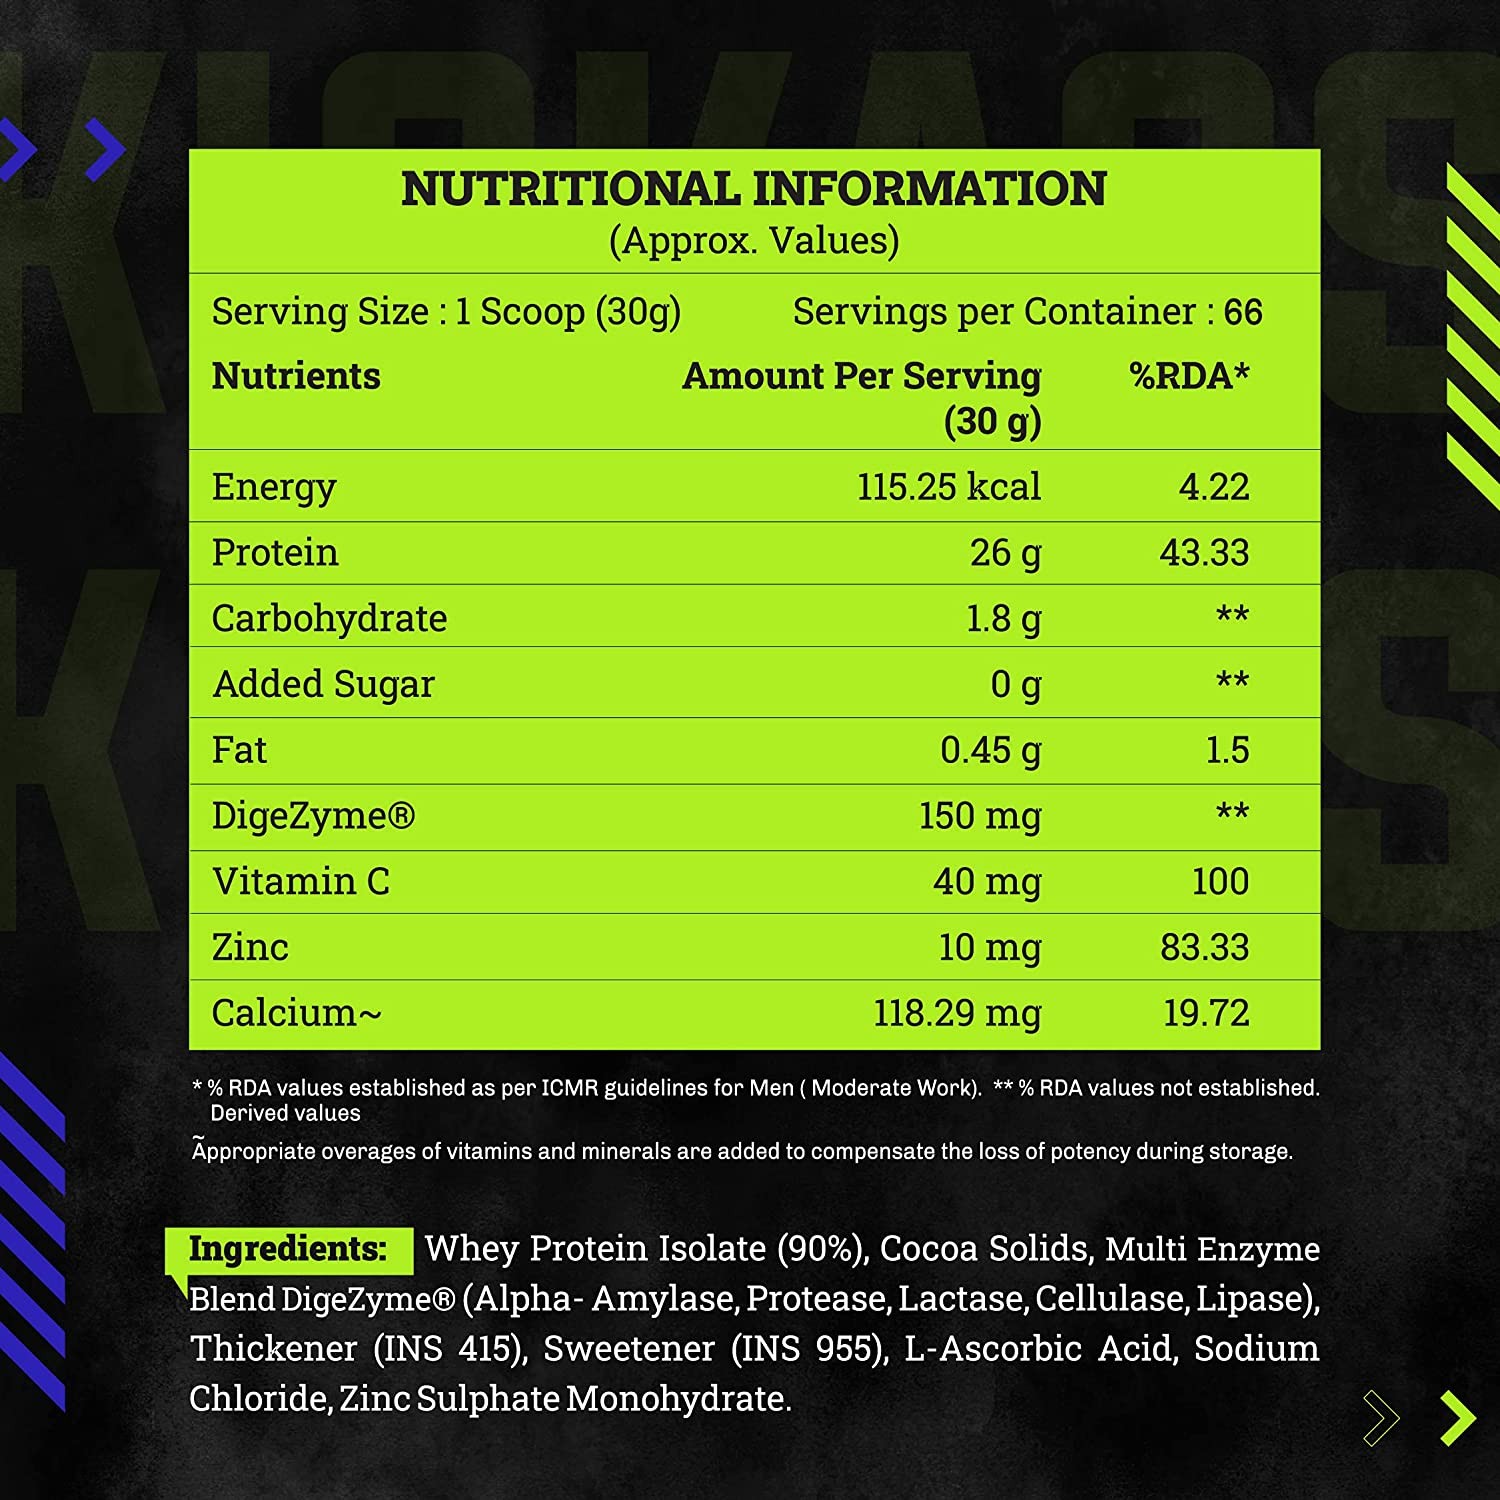 KICKASS
NUTRITIONAL INFORMATION
(Approx. Values)
Serving Size : 1 Scoop (30g) Servings per Container : 66
Nutrients Amount Per Serving (30 g) %RDA*
Energy 115.25 kcal 4.22
Protein 26 g 43.33
Carbohydrate 1.8 g **
Added Sugar 0 g **
Fat 0.45 g 1.5
DigeZyme® 150 mg **
Vitamin C 40 mg 100
Zinc 10 mg 83.33
Calcium~ 118.29 mg 19.72
* % RDA values established as per ICMR guidelines for Men ( Moderate Work). ** % RDA values not established.
Derived values
~Appropriate overages of vitamins and minerals are added to compensate the loss of potency during storage.
Ingredients: Whey Protein Isolate (90%), Cocoa Solids, Multi Enzyme
Blend DigeZyme® (Alpha- Amylase, Protease, Lactase, Cellulase, Lipase),
Thickener (INS 415), Sweetener (INS 955), L-Ascorbic Acid, Sodium
Chloride, Zinc Sulphate Monohydrate.